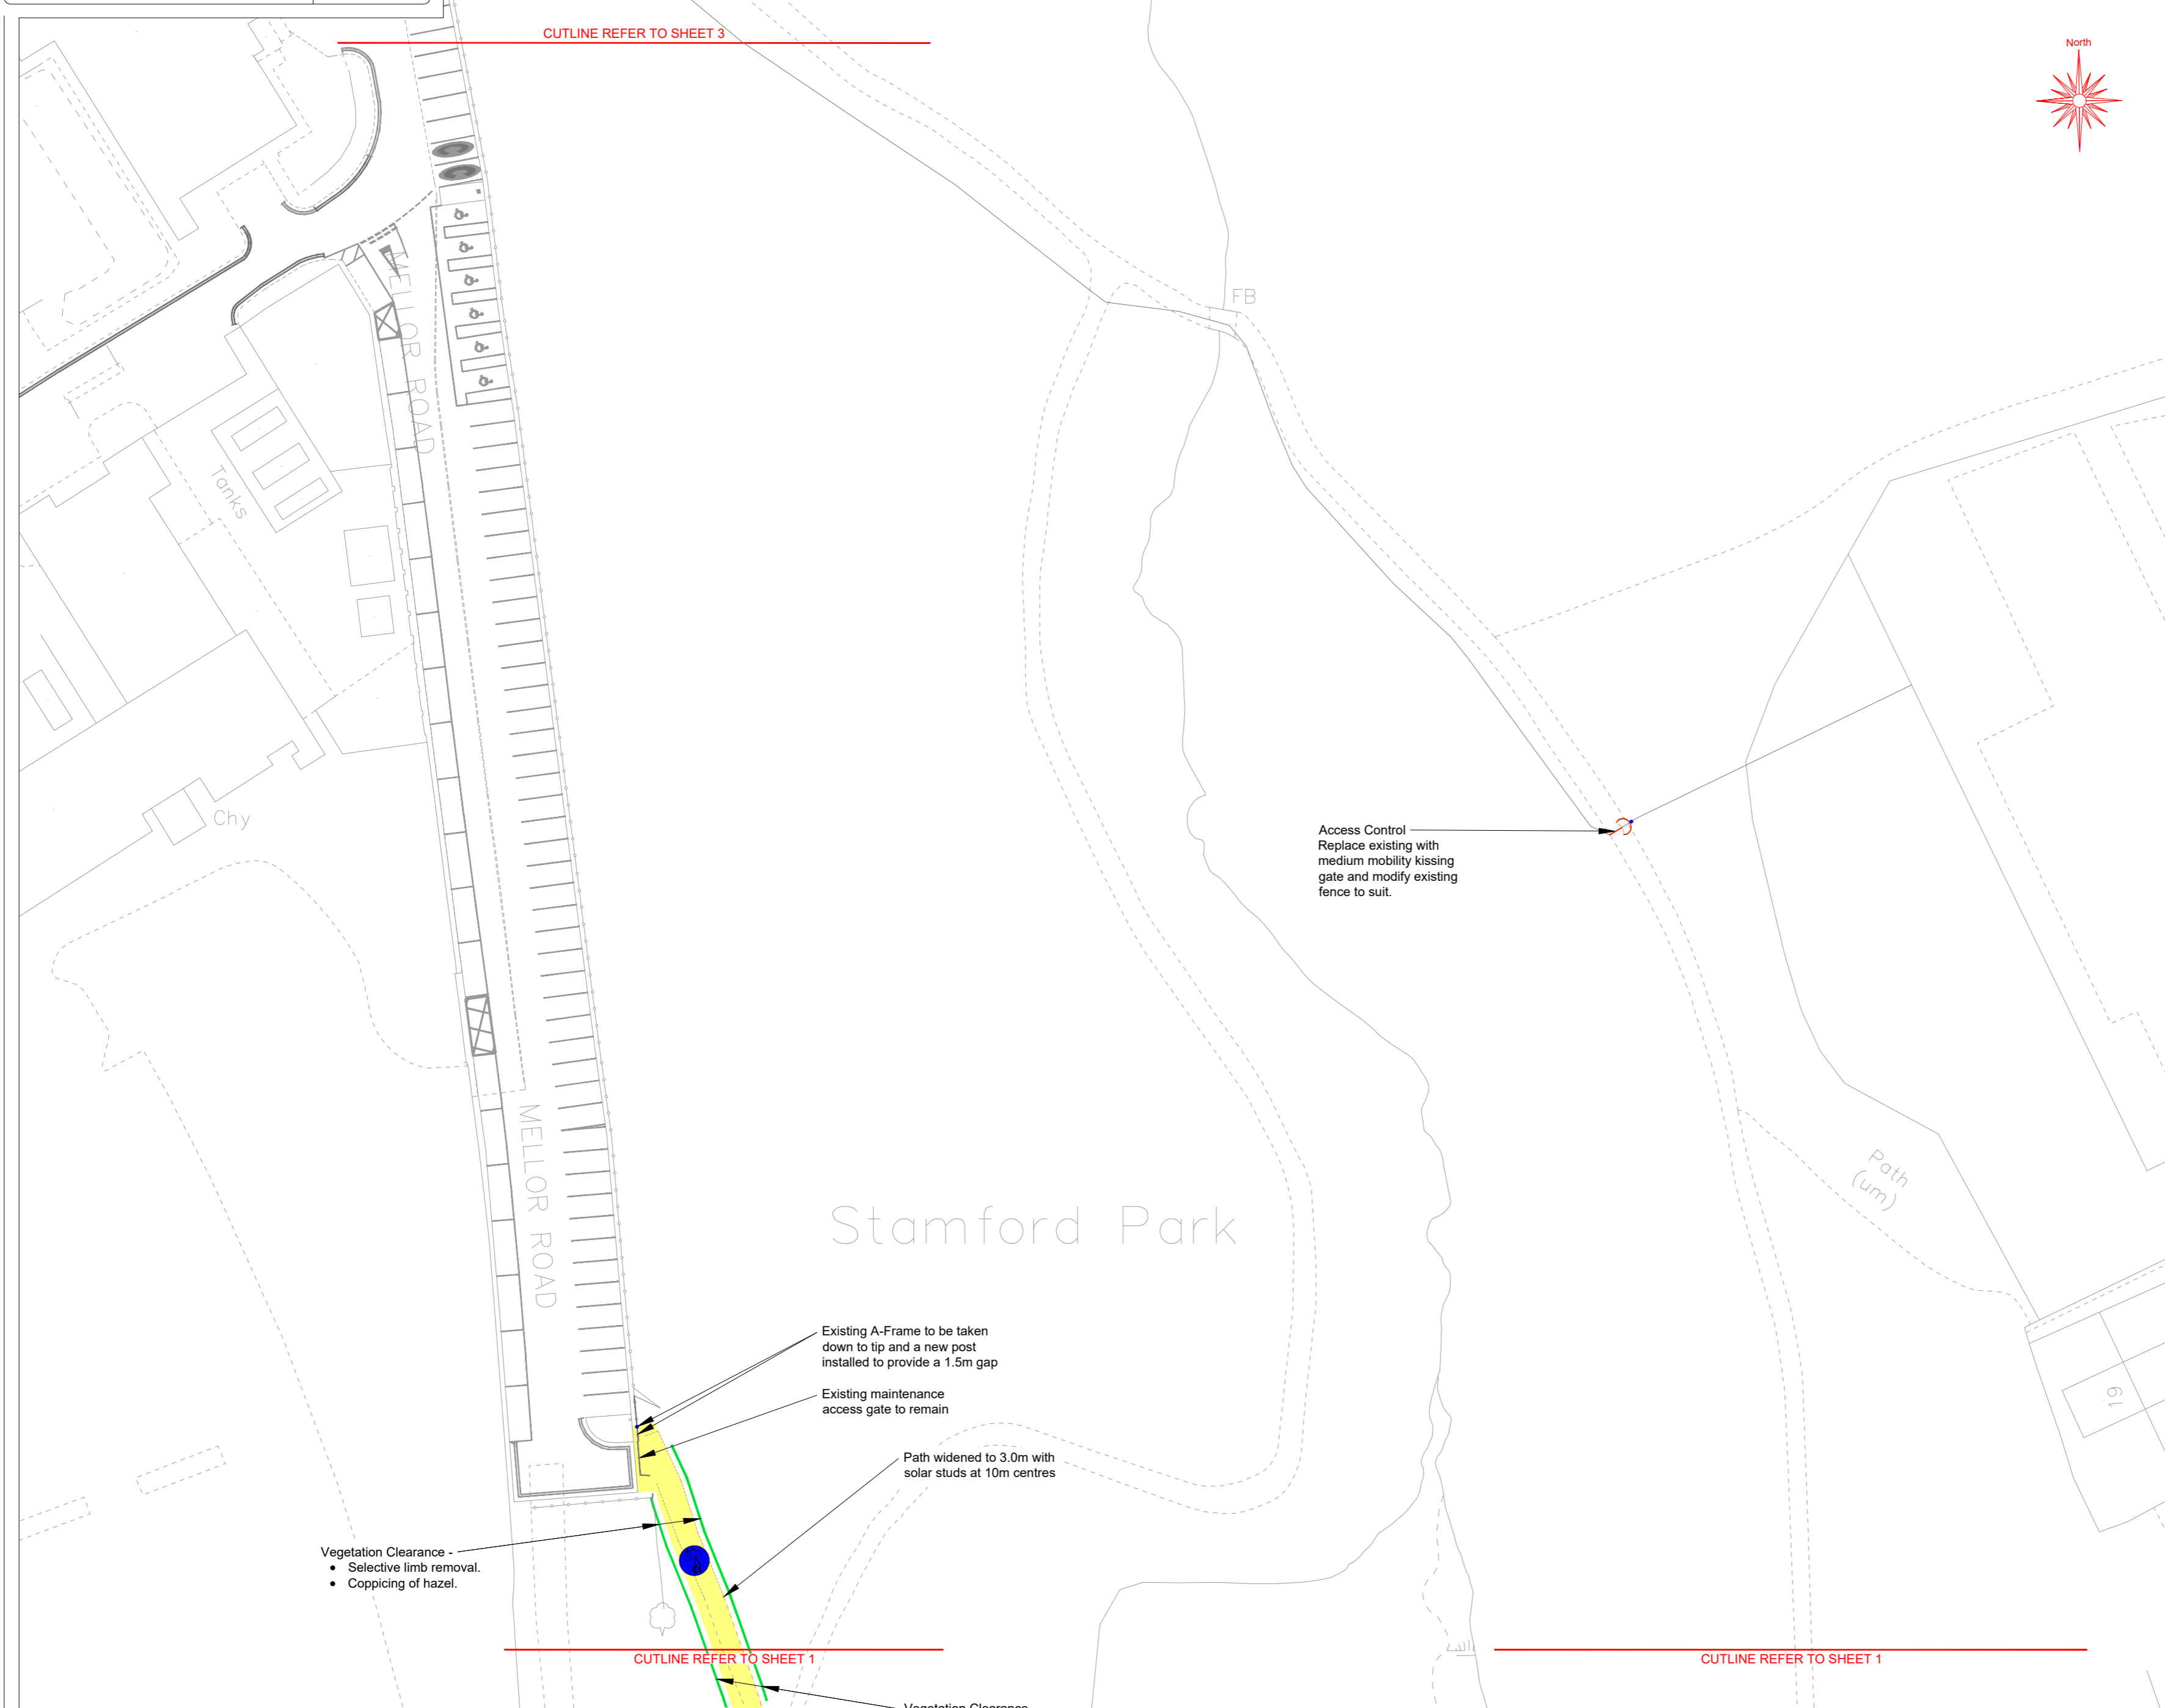 CUTLINE REFER TO SHEET 3
North
FB
MELLOR ROAD
Tanks
Chy
Access Control
Replace existing with
medium mobility kissing
gate and modify existing
fence to suit.
MELLOR ROAD
Path
(um)
Stamford Park
19
Existing A-Frame to be taken
down to tip and a new post
installed to provide a 1.5m gap
Existing maintenance
access gate to remain
Path widened to 3.0m with
solar studs at 10m centres
Vegetation Clearance -
• Selective limb removal.
• Coppicing of hazel.
CUTLINE REFER TO SHEET 1
CUTLINE REFER TO SHEET 1
Vegetation Clearance